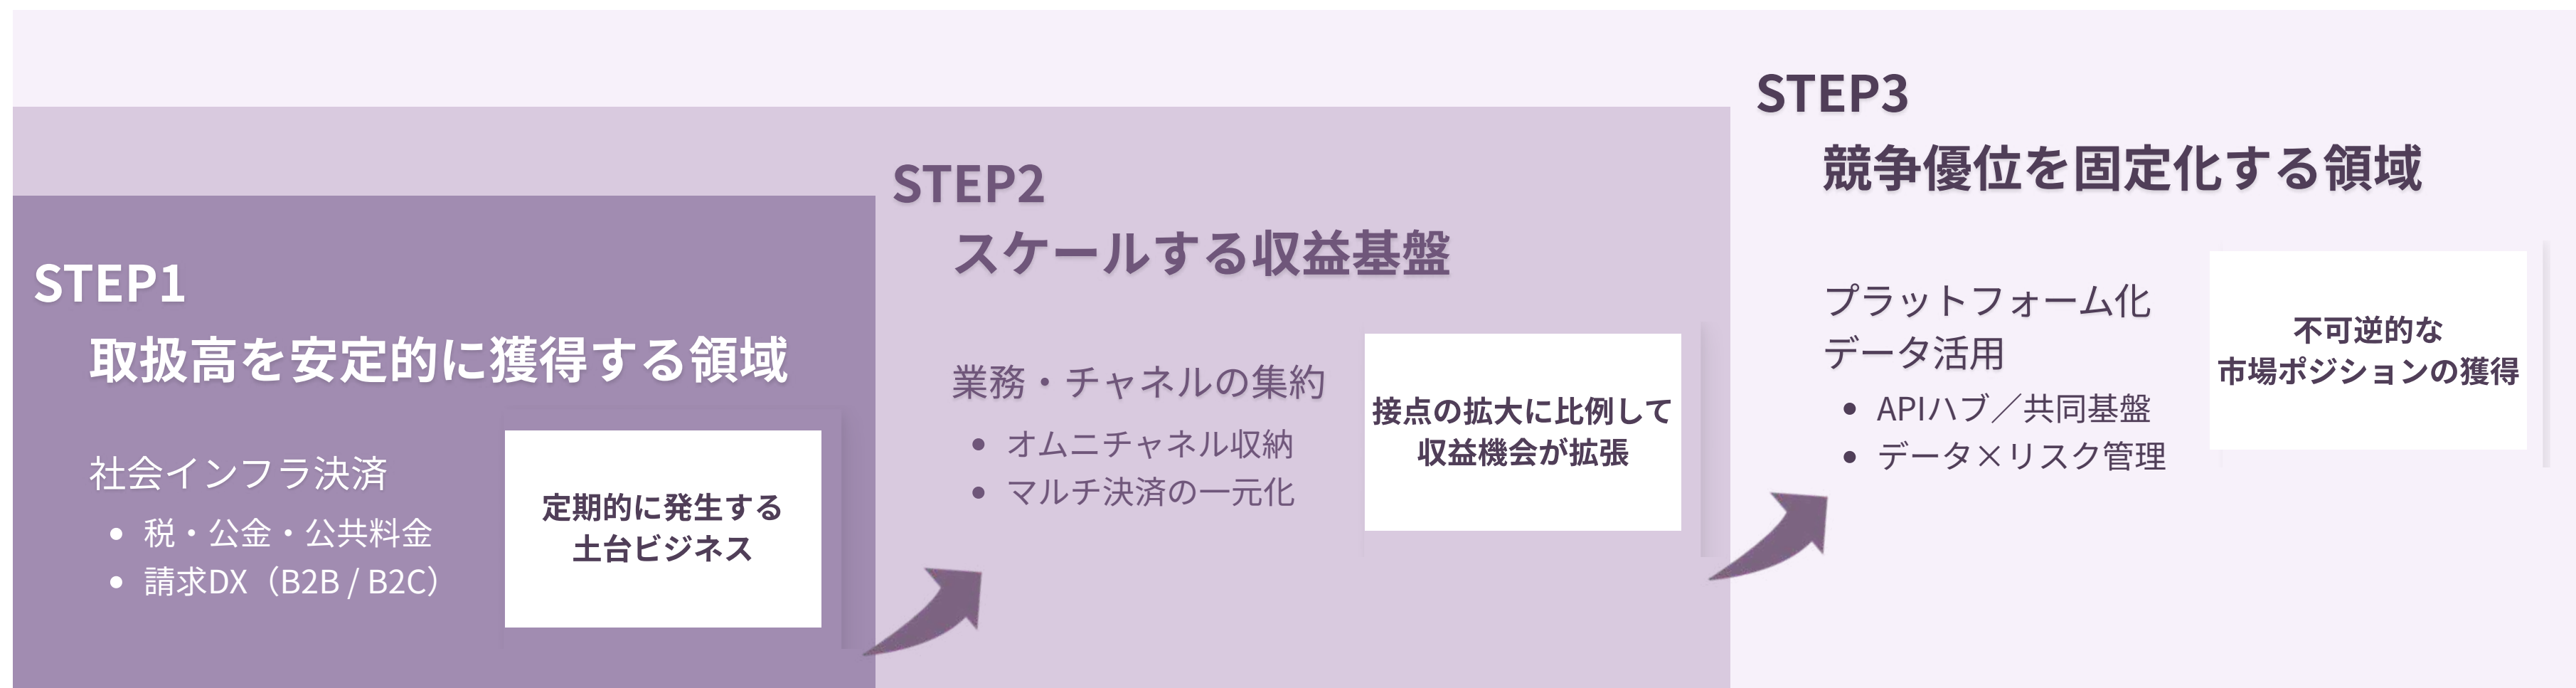 STEP1
取扱高を安定的に獲得する領域
社会インフラ決済
• 税・公金・公共料金
• 請求DX（B2B / B2C）
定期的に発生する
土台ビジネス
STEP2
スケールする収益基盤
業務・チャネルの集約
• オムニチャネル収納
• マルチ決済の一元化
接点の拡大に比例して
収益機会が拡張
STEP3
競争優位を固定化する領域
プラットフォーム化
データ活用
• APIハブ／共同基盤
• データ×リスク管理
不可逆的な
市場ポジションの獲得